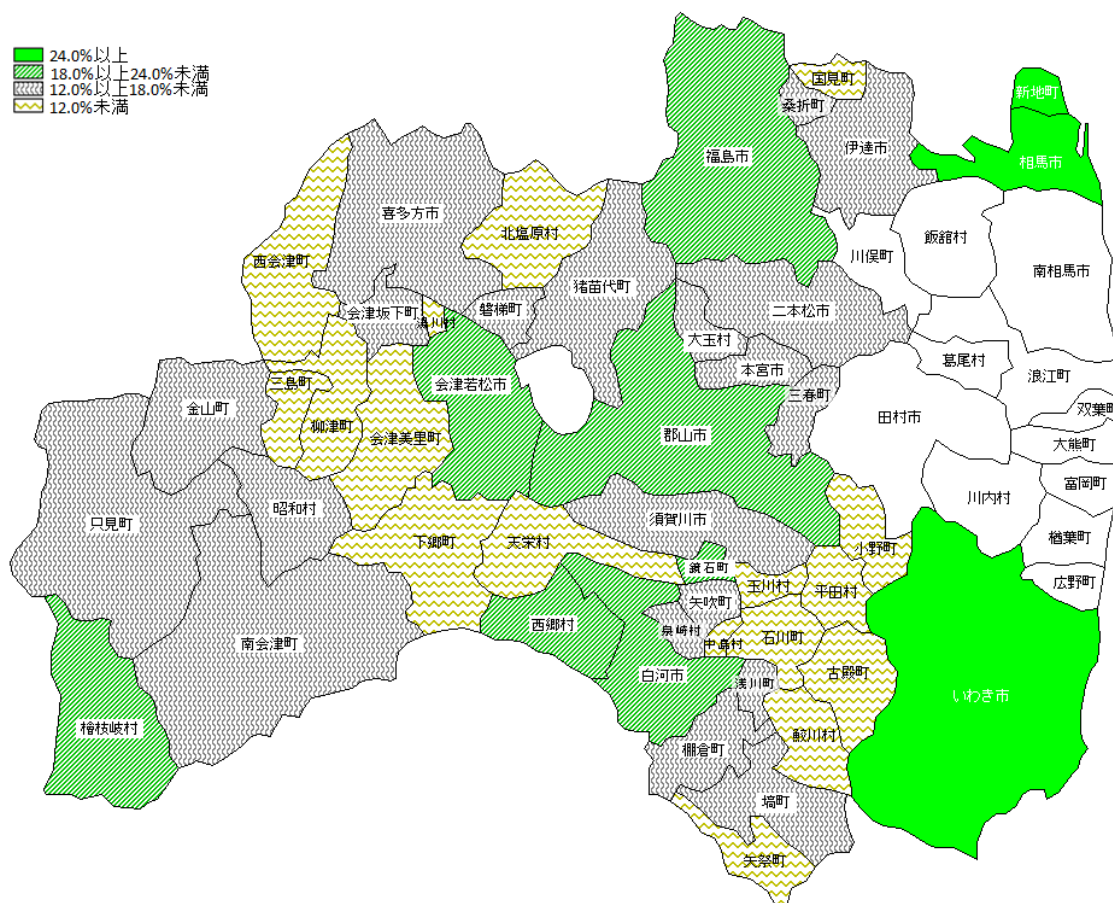 24.0%以上
18.0%以上24.0%未満
12.0%以上18.0%未満
12.0%未満
国見町
新地町
桑折町
伊達市
福島市
相馬市
喜多方市
北塩原村
飯舘村
川俣町
西会津町
南相馬市
猪苗代町
会津坂下町
磐梯町
二本松市
湯川村
大玉村
葛尾村
本宮市
浪江町
三島町
会津若松市
三春町
金山町
双葉町
田村市
柳津町
会津美里町
郡山市
大熊町
富岡町
川内村
昭和村
須賀川市
只見町
楢葉町
下郷町
天栄村
小野町
鏡石町
広野町
玉川村
平田村
矢吹町
西郷村
泉崎村
石川町
南会津町
中島村
古殿町
白河市
浅川町
いわき市
檜枝岐村
鮫川村
棚倉町
塙町
矢祭町